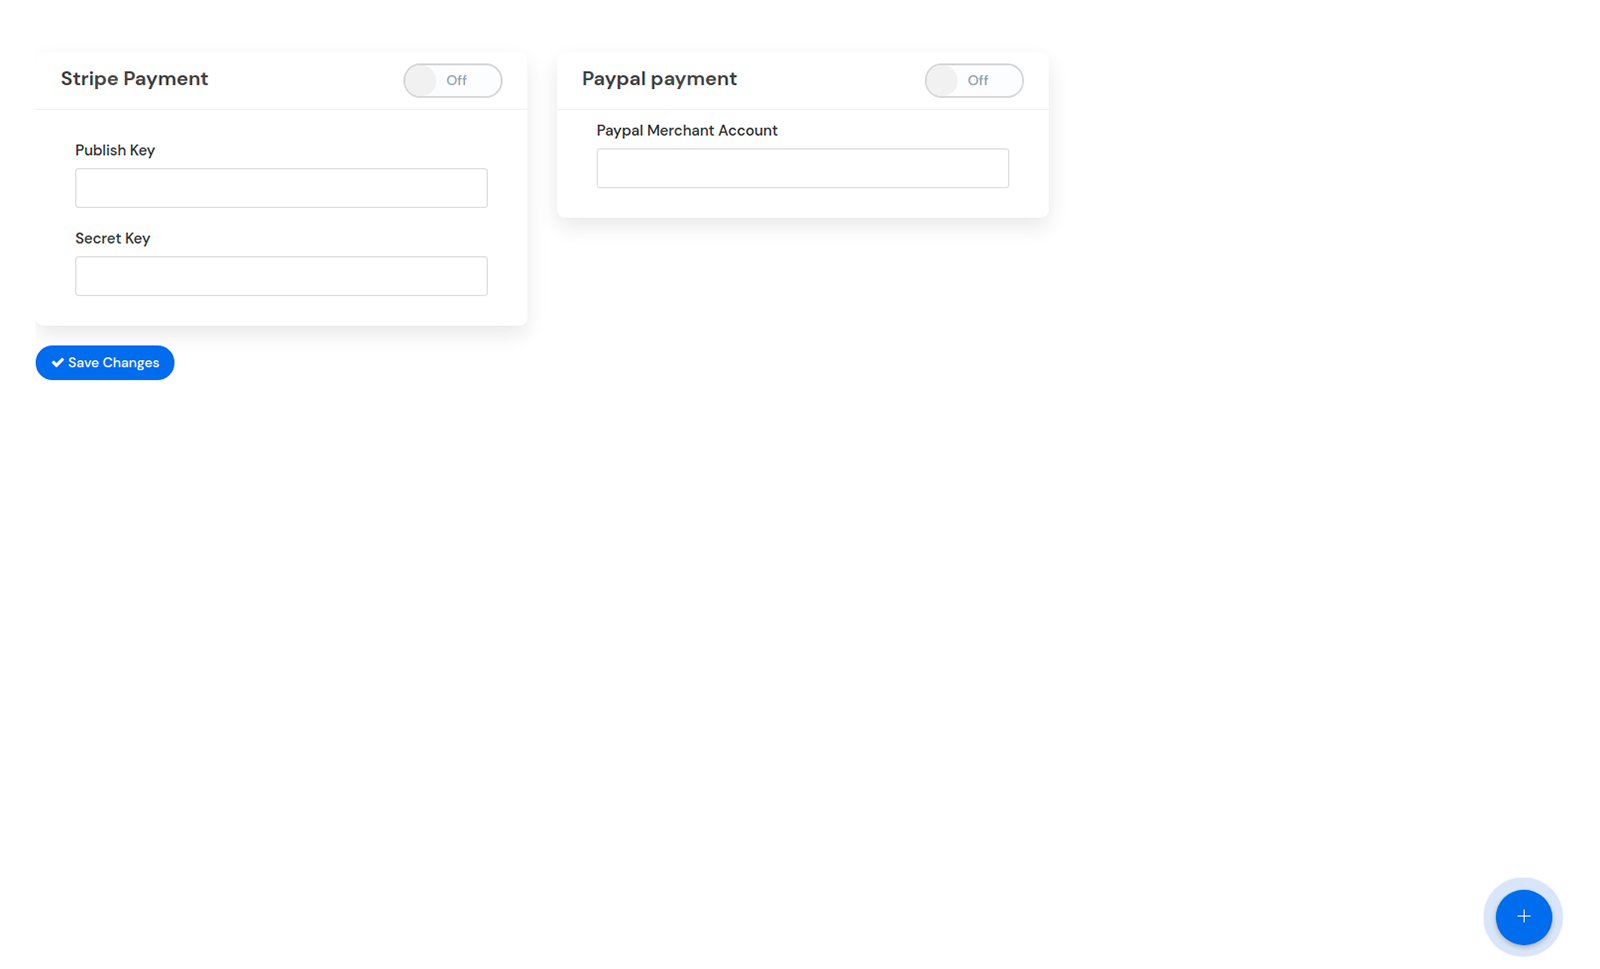 Stripe Payment
Off
Publish Key
Secret Key
Save Changes
Paypal payment
Off
Paypal Merchant Account